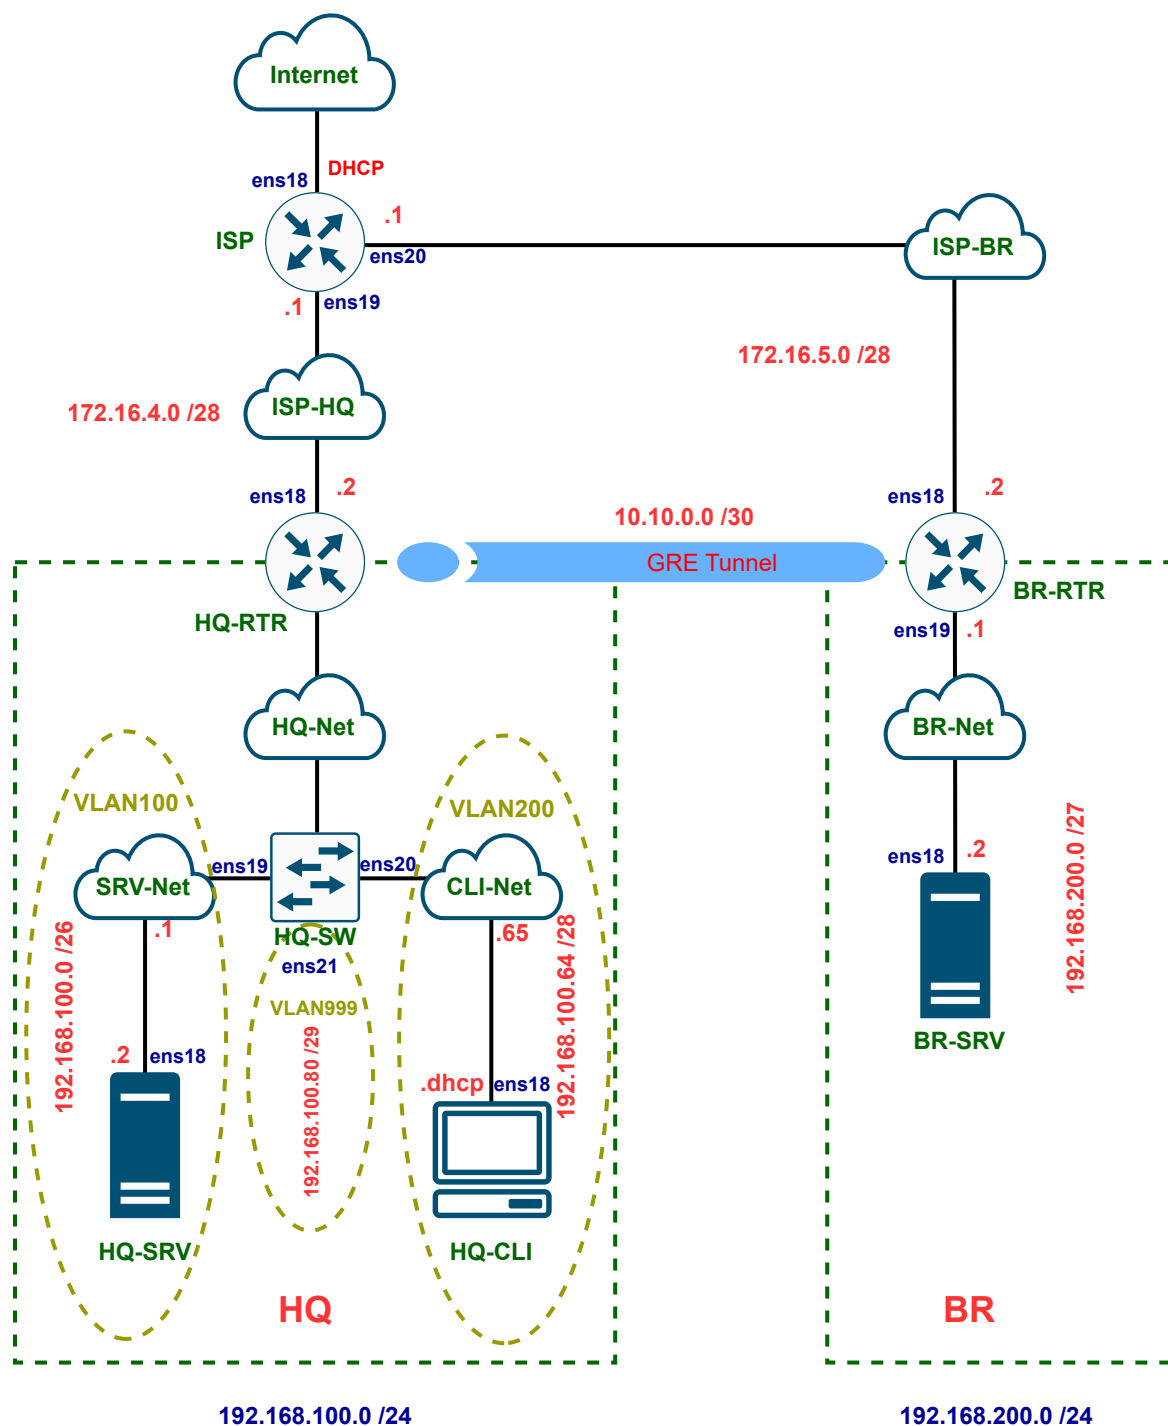 Internet
DHCP
ens18
.1
ISP
ens20
ISP-BR
.1
ens19
172.16.5.0 /28
172.16.4.0 /28
ISP-HQ
ens18
.2
ens18
.2
10.10.0.0 /30
GRE Tunnel
BR-RTR
HQ-RTR
ens19
.1
HQ-Net
BR-Net
VLAN100
VLAN200
192.168.200.0 /27
ens19
ens20
ens18
.2
SRV-Net
CLI-Net
.1
HQ-SW
.65
192.168.100.0 /26
192.168.100.64 /28
ens21
VLAN999
192.168.100.80 /29
BR-SRV
.2
ens18
.dhcp
ens18
HQ-SRV
HQ-CLI
HQ
BR
192.168.100.0 /24
192.168.200.0 /24